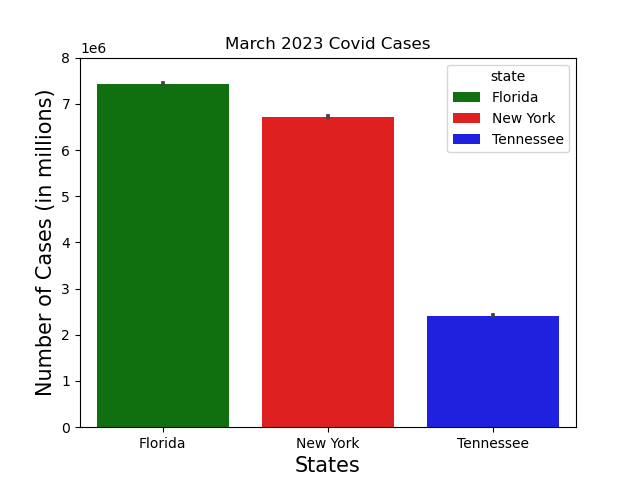 March 2023 Covid Cases
1e6
8
7
6
5
4
3
2
1
0
Number of Cases (in millions)
state
Florida
New York
Tennessee
Florida New York Tennessee
States